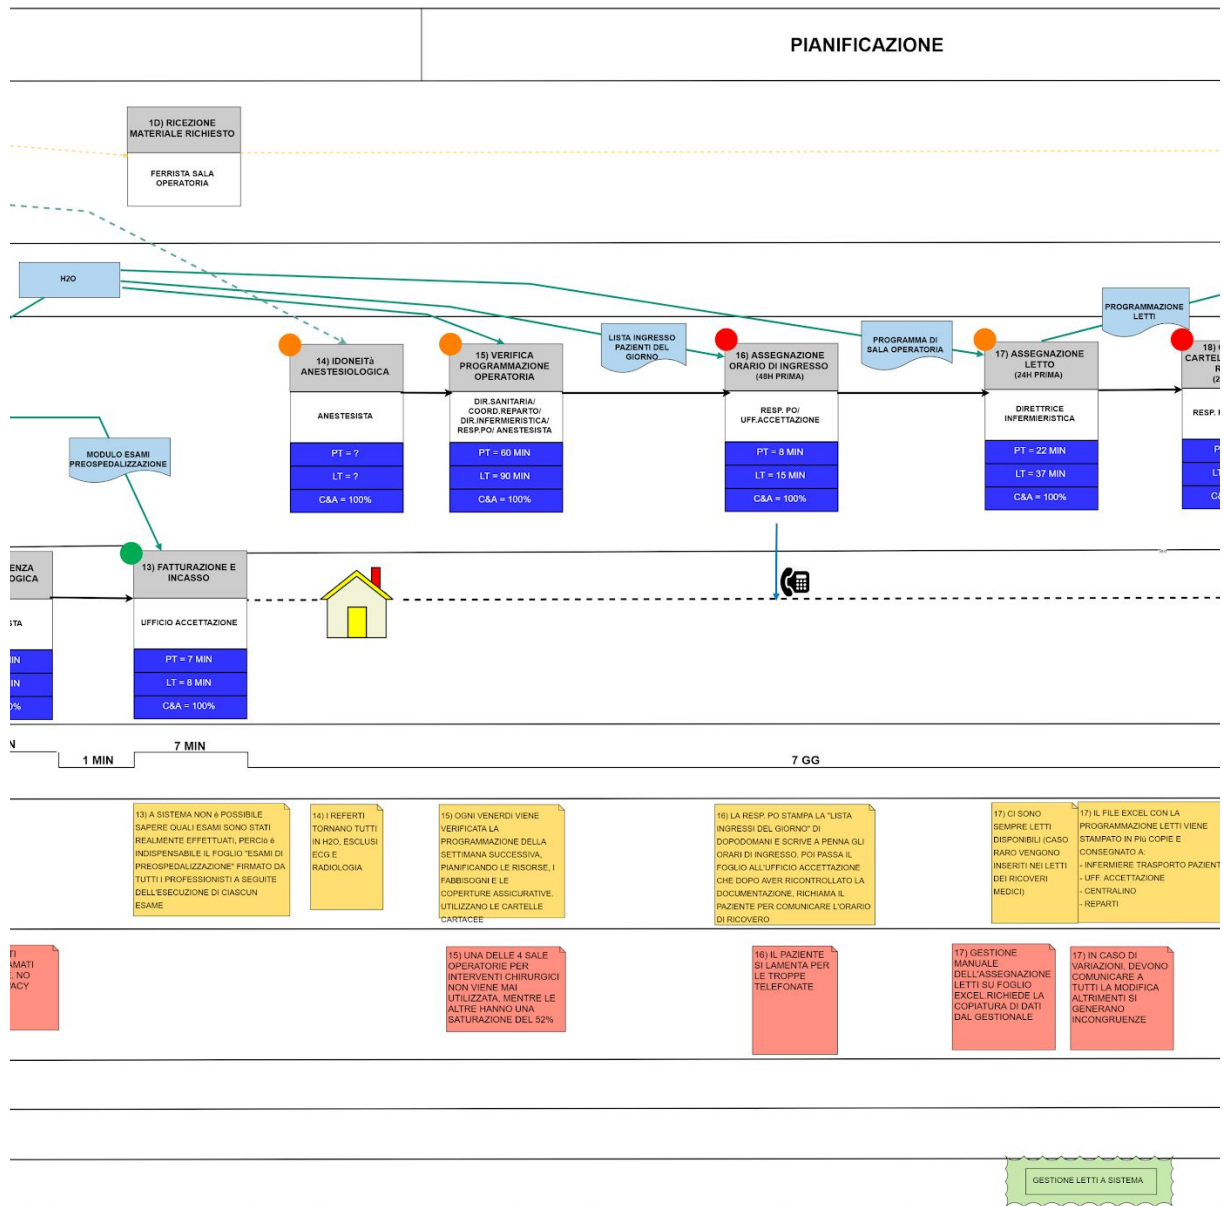 PIANIFICAZIONE
1D) RICEZIONE
MATERIALE RICHIESTO
FERRISTA SALA
OPERATORIA
H2O
PROGRAMMAZIONE
LETTI
LISTA INGRESSO
PAZIENTI DEL
GIORNO
PROGRAMMA DI
SALA OPERATORIA
14) IDONEITà
ANESTESIOLOGICA
ANESTESISTA
PT = ?
LT = ?
C&A = 100%
15) VERIFICA
PROGRAMMAZIONE
OPERATORIA
DIR.SANITARIA/
COORD.REPARTO/
DIR.INFERMIERISTICA/
RESP.PO/ ANESTESISTA
PT = 60 MIN
LT = 90 MIN
C&A = 100%
16) ASSEGNAZIONE
ORARIO DI INGRESSO
(48H PRIMA)
RESP. PO/
UFF.ACCETTAZIONE
PT = 8 MIN
LT = 15 MIN
C&A = 100%
17) ASSEGNAZIONE
LETTO
(24H PRIMA)
DIRETTRICE
INFERMIERISTICA
PT = 22 MIN
LT = 37 MIN
C&A = 100%
18)
CARTEL
RESP.
MODULO ESAMI
PREOSPEDALIZZAZIONE
ENZA
OGICA
STA
IN
IN
0%
13) FATTURAZIONE E
INCASSO
UFFICIO ACCETTAZIONE
PT = 7 MIN
LT = 8 MIN
C&A = 100%
N
1 MIN
7 MIN
7 GG
13) A SISTEMA NON è POSSIBILE
SAPERE QUALI ESAMI SONO STATI
REALMENTE EFFETTUATI, PERCIò è
INDISPENSABILE IL FOGLIO "ESAMI DI
PREOSPEDALIZZAZIONE" FIRMATO DA
TUTTI I PROFESSIONISTI A SEGUITE
DELL'ESECUZIONE DI CIASCUN
ESAME
14) I REFERTI
TORNANO TUTTI
IN H2O, ESCLUSI
ECG E
RADIOLOGIA
15) OGNI VENERDI VIENE
VERIFICATA LA
PROGRAMMAZIONE DELLA
SETTIMANA SUCCESSIVA,
PIANIFICANDO LE RISORSE, I
FABBISOGNI E LE
COPERTURE ASSICURATIVE.
UTILIZZANO LE CARTELLE
CARTACEE
16) LA RESP. PO STAMPA LA "LISTA
INGRESSI DEL GIORNO" DI
DOPODOMANI E SCRIVE A PENNA GLI
ORARI DI INGRESSO. POI PASSA IL
FOGLIO ALL'UFFICIO ACCETTAZIONE
CHE DOPO AVER RICONTROLLATO LA
DOCUMENTAZIONE, RICHIAMA IL
PAZIENTE PER COMUNICARE L'ORARIO
DI RICOVERO
17) CI SONO
SEMPRE LETTI
DISPONIBILI (CASO
RARO VENGONO
INSERITI NEI LETTI
DEI RICOVERI
MEDICI)
17) IL FILE EXCEL CON LA
PROGRAMMAZIONE LETTI VIENE
STAMPATO IN PIù COPIE E
CONSEGNATO A:
- INFERMIERE TRASPORTO PAZIENT
- UFF. ACCETTAZIONE
- CENTRALINO
- REPARTI
TI
AMATI
, NO
ACY
15) UNA DELLE 4 SALE
OPERATORIE PER
INTERVENTI CHIRURGICI
NON VIENE MAI
UTILIZZATA, MENTRE LE
ALTRE HANNO UNA
SATURAZIONE DEL 52%
16) IL PAZIENTE
SI LAMENTA PER
LE TROPPE
TELEFONATE
17) GESTIONE
MANUALE
DELL'ASSEGNAZIONE
LETTI SU FOGLIO
EXCEL RICHIEDE LA
COPIATURA DI DATI
DAL GESTIONALE
17) IN CASO DI
VARIAZIONI, DEVONO
COMUNICARE A
TUTTI LA MODIFICA
ALTRIMENTI SI
GENERANO
INCONGRUENZE
GESTIONE LETTI A SISTEMA